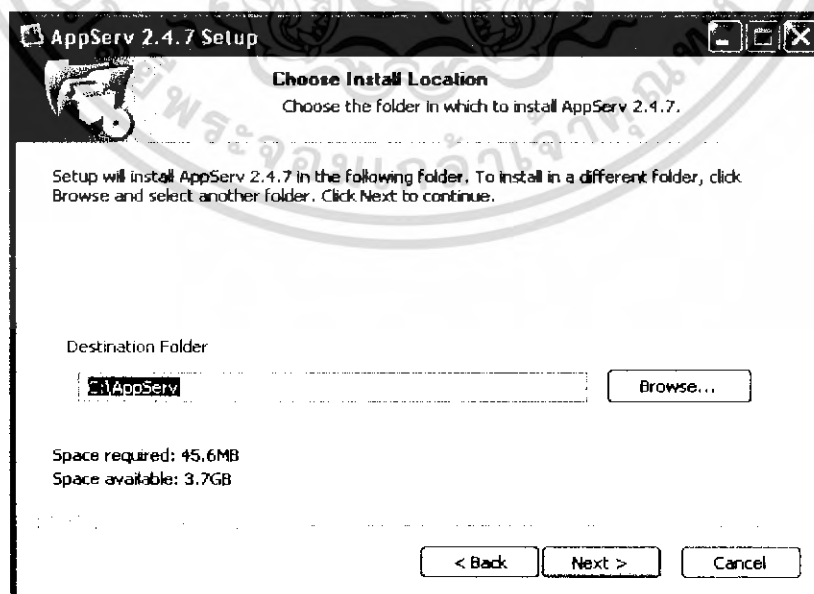 AppServ 2.4.7 Setup
Choose Install Location
Choose the folder in which to install AppServ 2.4.7.
Setup will install AppServ 2.4.7 in the following folder. To install in a different folder, click
Browse and select another folder. Click Next to continue.
Destination Folder
C:\AppServ
Browse...
Space required: 45.6MB
Space available: 3.7GB
< Back
Next >
Cancel